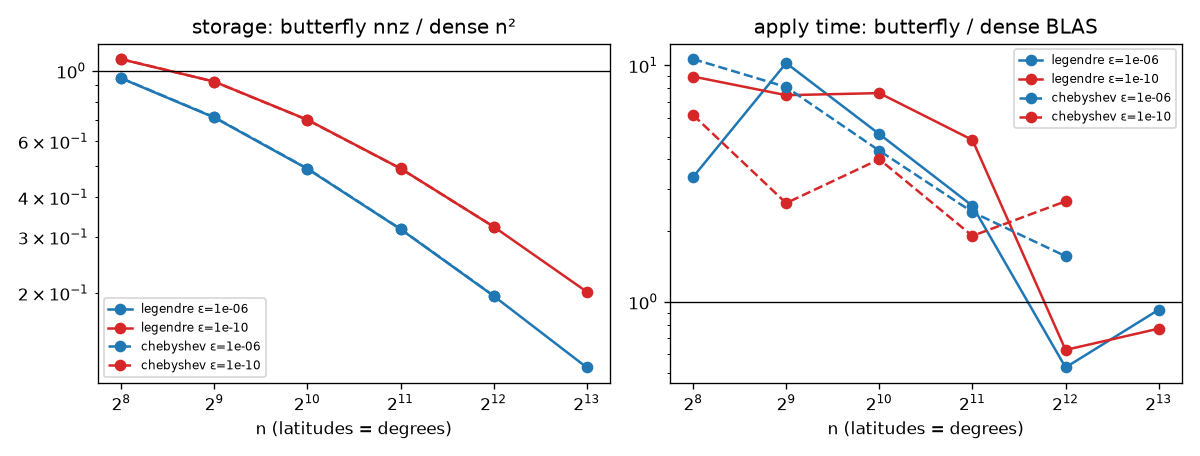 storage: butterfly nnz / dense n²
10⁰
6 × 10⁻¹
4 × 10⁻¹
3 × 10⁻¹
2 × 10⁻¹
legendre ε=1e-06
legendre ε=1e-10
chebyshev ε=1e-06
chebyshev ε=1e-10
2⁸ 2⁹ 2¹⁰ 2¹¹ 2¹² 2¹³
n (latitudes = degrees)
apply time: butterfly / dense BLAS
10¹
10⁰
legendre ε=1e-06
legendre ε=1e-10
chebyshev ε=1e-06
chebyshev ε=1e-10
2⁸ 2⁹ 2¹⁰ 2¹¹ 2¹² 2¹³
n (latitudes = degrees)